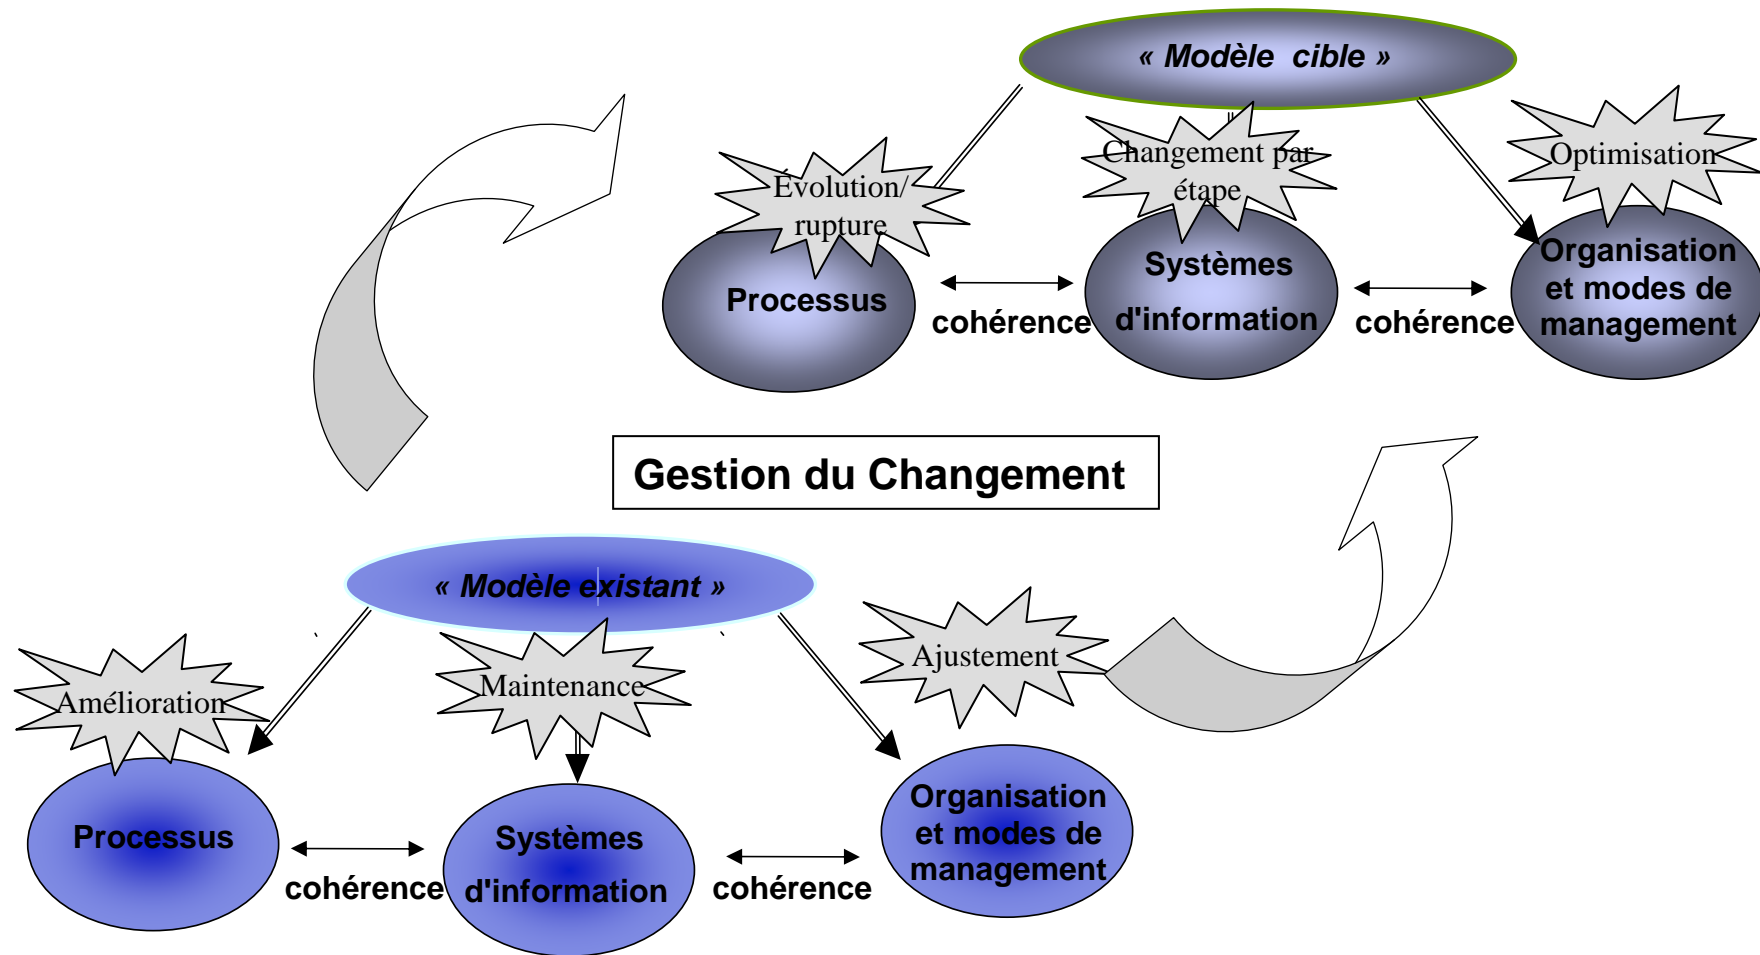 « Modèle cible »
Évolution/
rupture
Changement par
étape
Optimisation
Processus
cohérence
Systèmes
d'information
cohérence
Organisation
et modes de
management
Gestion du Changement
« Modèle existant »
Amélioration
Maintenance
Ajustement
Processus
cohérence
Systèmes
d'information
cohérence
Organisation
et modes de
management